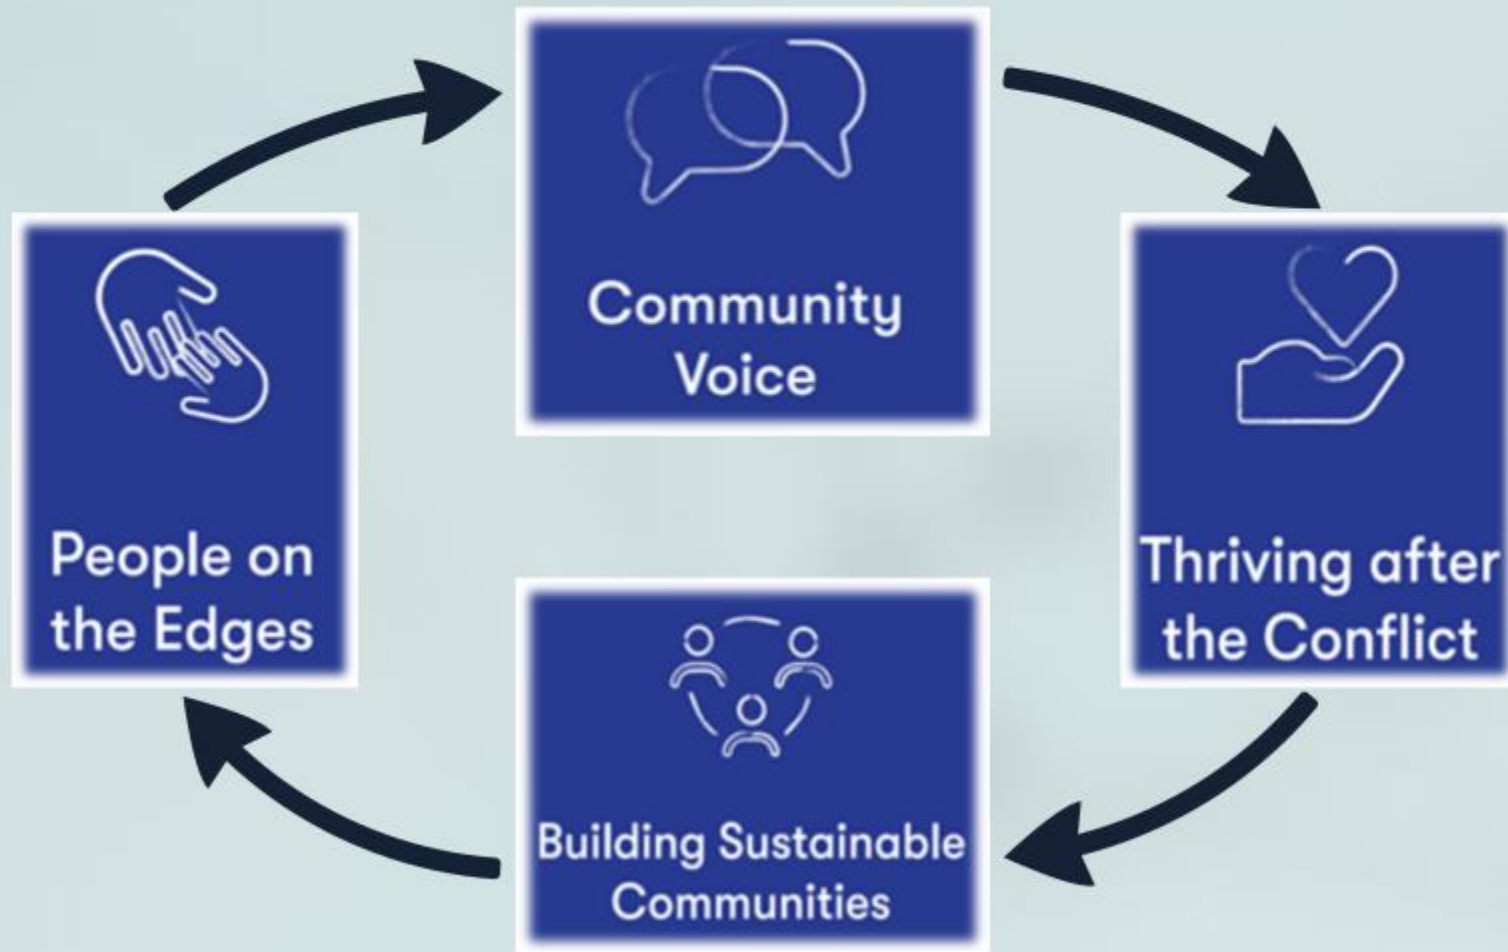 Community
Voice
People on
the Edges
Thriving after
the Conflict
Building Sustainable
Communities